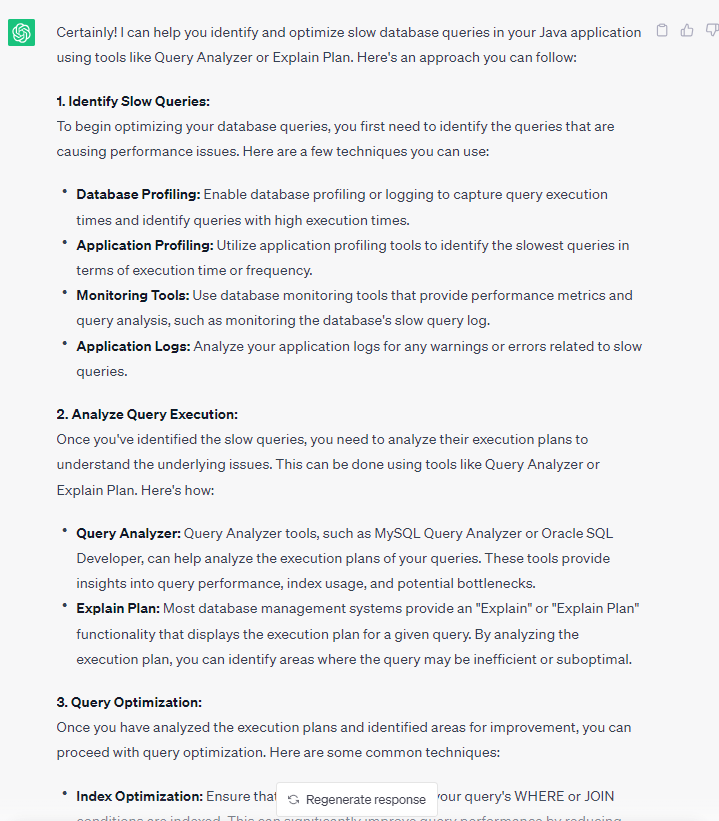 Certainly! I can help you identify and optimize slow database queries in your Java application
using tools like Query Analyzer or Explain Plan. Here's an approach you can follow:
1. Identify Slow Queries:
To begin optimizing your database queries, you first need to identify the queries that are
causing performance issues. Here are a few techniques you can use:
• Database Profiling: Enable database profiling or logging to capture query execution
times and identify queries with high execution times.
• Application Profiling: Utilize application profiling tools to identify the slowest queries in
terms of execution time or frequency.
• Monitoring Tools: Use database monitoring tools that provide performance metrics and
query analysis, such as monitoring the database's slow query log.
• Application Logs: Analyze your application logs for any warnings or errors related to slow
queries.
2. Analyze Query Execution:
Once you've identified the slow queries, you need to analyze their execution plans to
understand the underlying issues. This can be done using tools like Query Analyzer or
Explain Plan. Here's how:
• Query Analyzer: Query Analyzer tools, such as MySQL Query Analyzer or Oracle SQL
Developer, can help analyze the execution plans of your queries. These tools provide
insights into query performance, index usage, and potential bottlenecks.
• Explain Plan: Most database management systems provide an "Explain" or "Explain Plan"
functionality that displays the execution plan for a given query. By analyzing the
execution plan, you can identify areas where the query may be inefficient or suboptimal.
3. Query Optimization:
Once you have analyzed the execution plans and identified areas for improvement, you can
proceed with query optimization. Here are some common techniques:
• Index Optimization: Ensure that your query's WHERE or JOIN
Regenerate response
conditions are indexed. This can significantly improve query performance by reducing